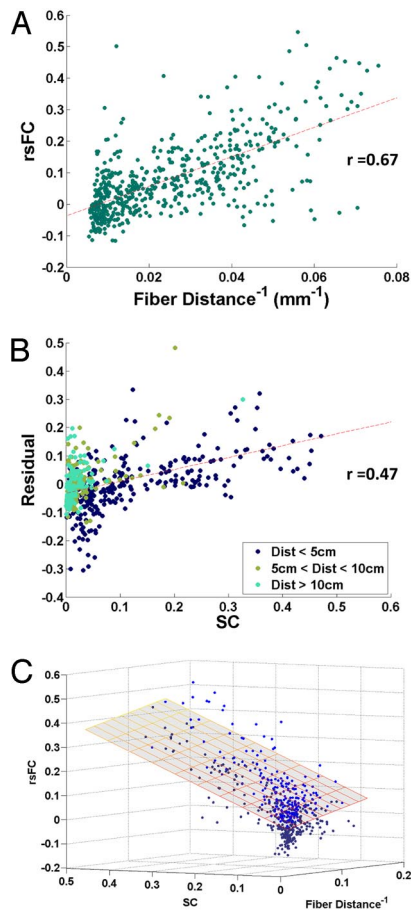 A
0.6
0.5
0.4
0.3
0.2
0.1
0
-0.1
-0.2
rsFC
r =0.67
0 0.02 0.04 0.06 0.08
Fiber Distance⁻¹ (mm⁻¹)
B
0.5
0.4
0.3
0.2
0.1
0
-0.1
-0.2
-0.3
-0.4
Residual
r =0.47
Dist < 5cm
5cm < Dist < 10cm
Dist > 10cm
0 0.1 0.2 0.3 0.4 0.5 0.6
SC
C
0.6
0.5
0.4
0.3
0.2
0.1
0
-0.1
-0.2
rsFC
0.5 0.4 0.3 0.2 0.1 0 0.1 0.2
SC
Fiber Distance⁻¹